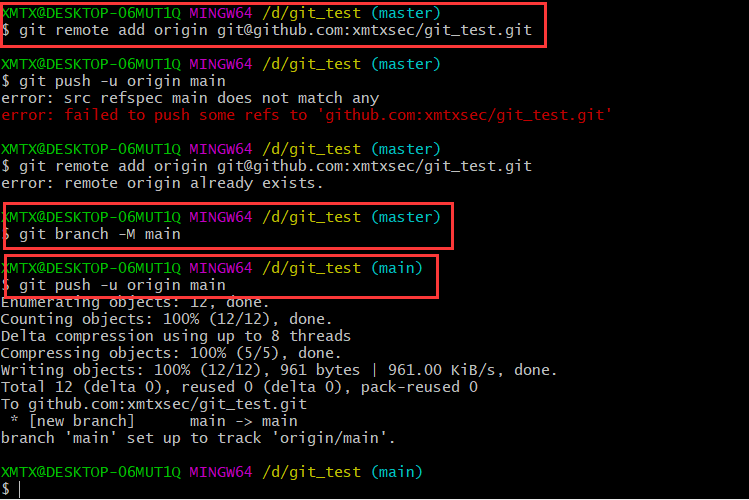 XMTX@DESKTOP-06MUT1Q MINGW64 /d/git_test (master)
$ git remote add origin git@github.com:xmtxsec/git_test.git
XMTX@DESKTOP-06MUT1Q MINGW64 /d/git_test (master)
$ git push -u origin main
error: src refspec main does not match any
error: failed to push some refs to 'github.com:xmtxsec/git_test.git'
XMTX@DESKTOP-06MUT1Q MINGW64 /d/git_test (master)
$ git remote add origin git@github.com:xmtxsec/git_test.git
error: remote origin already exists.
XMTX@DESKTOP-06MUT1Q MINGW64 /d/git_test (master)
$ git branch -M main
XMTX@DESKTOP-06MUT1Q MINGW64 /d/git_test (main)
$ git push -u origin main
Enumerating objects: 12, done.
Counting objects: 100% (12/12), done.
Delta compression using up to 8 threads
Compressing objects: 100% (5/5), done.
Writing objects: 100% (12/12), 961 bytes | 961.00 KiB/s, done.
Total 12 (delta 0), reused 0 (delta 0), pack-reused 0
To github.com:xmtxsec/git_test.git
 * [new branch]      main -> main
branch 'main' set up to track 'origin/main'.
XMTX@DESKTOP-06MUT1Q MINGW64 /d/git_test (main)
$